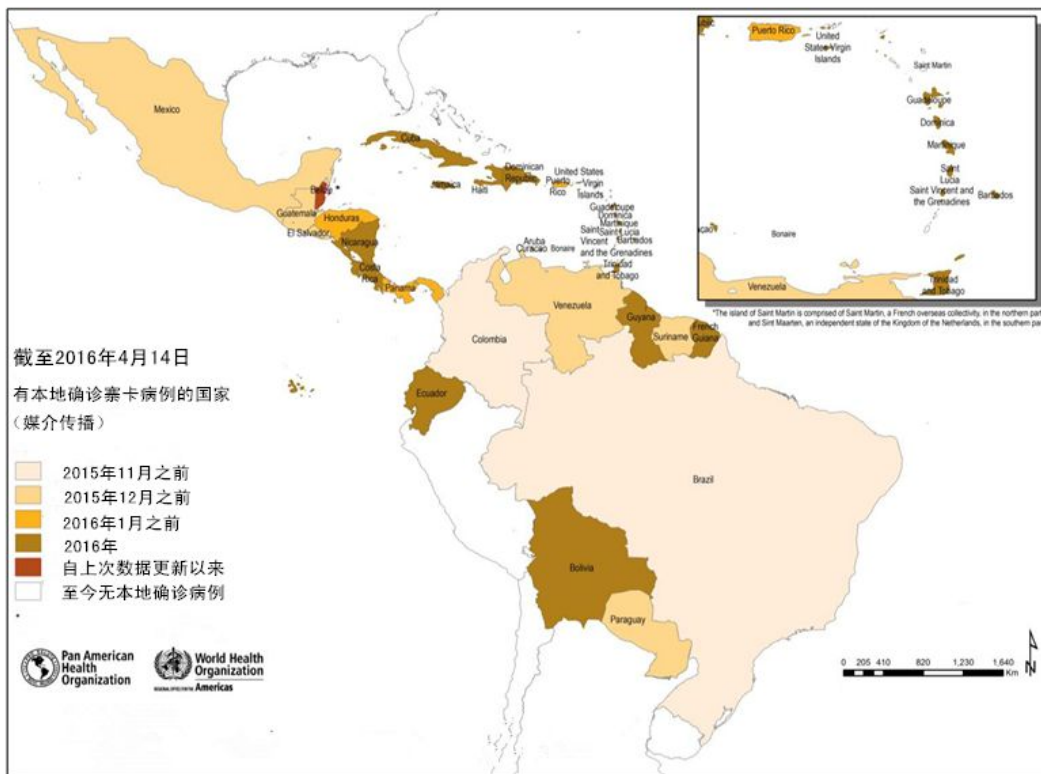 Mexico
Cuba
Jamaica
Haiti
Dominican
Republic
Puerto
Rico
United States
Virgin
Islands
Guatemala
Honduras
El Salvador
Nicaragua
Costa
Rica
Panama
Guadeloupe
Dominica
Martinique
Saint Lucia
Barbados
Saint
Vincent
and the Grenadines
Aruba
Curacao
Bonaire
Trinidad
and Tobago
Venezuela
Colombia
Guyana
Suriname
French
Guiana
Ecuador
Brazil
Bolivia
Paraguay
Puerto Rico
United
States Virgin
Islands
Saint Martin
Guadeloupe
Dominica
Martinique
Saint
Lucia
Saint Vincent and
the Grenadines
Barbados
Bonaire
Venezuela
Trinidad
and Tobago
*The island of Saint Martin is comprised of Saint Martin, a French overseas collectivity, in the northern part
and Sint Maarten, an independent state of the Kingdom of the Netherlands, in the southern par
截至2016年4月14日
有本地确诊寨卡病例的国家
（媒介传播）
2015年11月之前
2015年12月之前
2016年1月之前
2016年
自上次数据更新以来
至今无本地确诊病例
Pan American
Health
Organization
World Health
Organization
REGIONAL OFFICE FOR THE Americas
0 205 410 820 1,230 1,640
Km